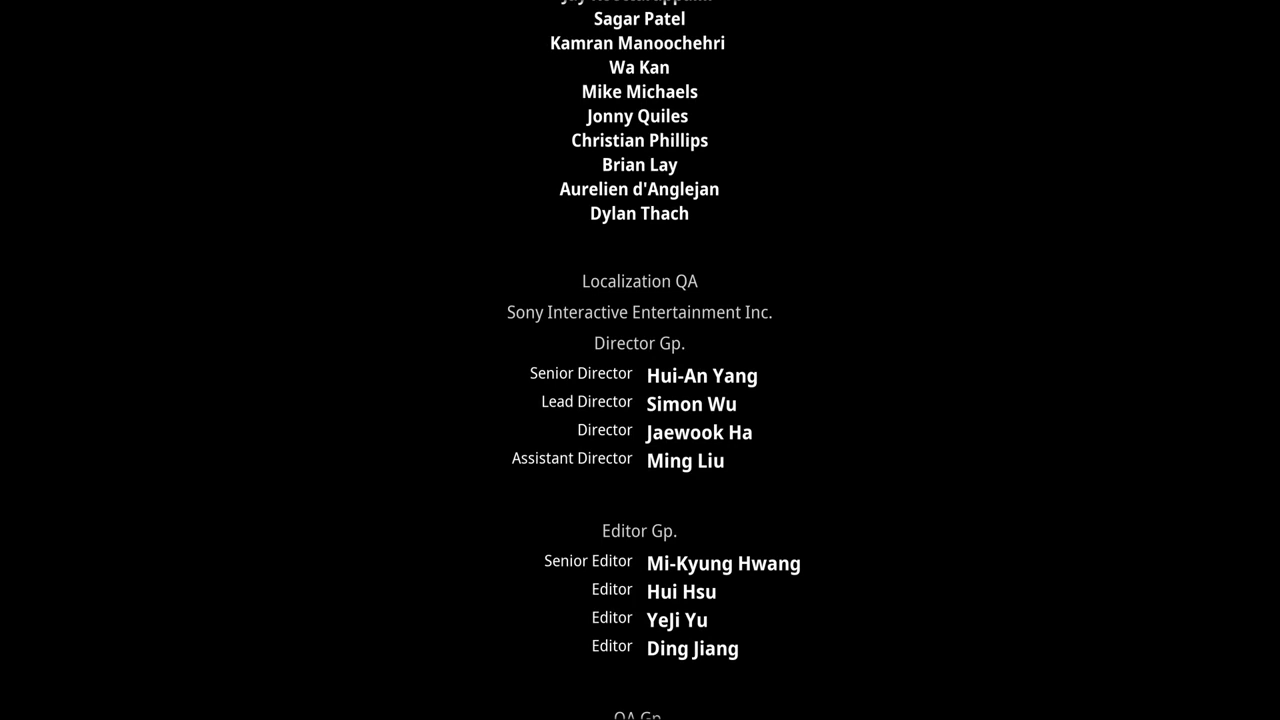 Sagar Patel
Kamran Manoochehri
Wa Kan
Mike Michaels
Jonny Quiles
Christian Phillips
Brian Lay
Aurelien d'Anglejan
Dylan Thach
Localization QA
Sony Interactive Entertainment Inc.
Director Gp.
Senior Director Hui-An Yang
Lead Director Simon Wu
Director Jaewook Ha
Assistant Director Ming Liu
Editor Gp.
Senior Editor Mi-Kyung Hwang
Editor Hui Hsu
Editor YeJi Yu
Editor Ding Jiang
QA Gp.